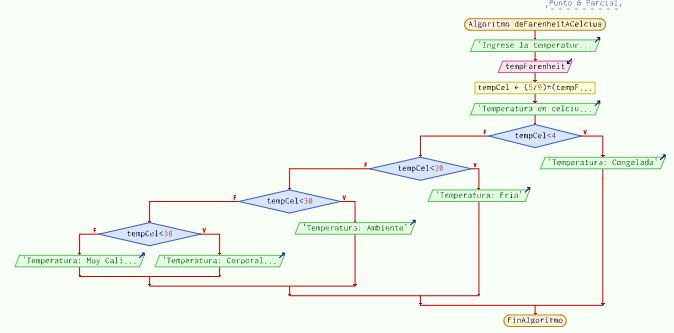 Punto 6 Parcial
Algoritmo deFarenheitACelcius
'Ingrese la temperatur...
tempFarenheit
tempCel ← (5/9)*(tempF...
'Temperatura en celciu...
F tempCel<4 V
'Temperatura: Congelada'
F tempCel<20 V
'Temperatura: Fria'
F tempCel<30 V
'Temperatura: Ambiente'
F tempCel<38 V
'Temperatura: Muy Cali...
'Temperatura: Corporal...
FinAlgoritmo